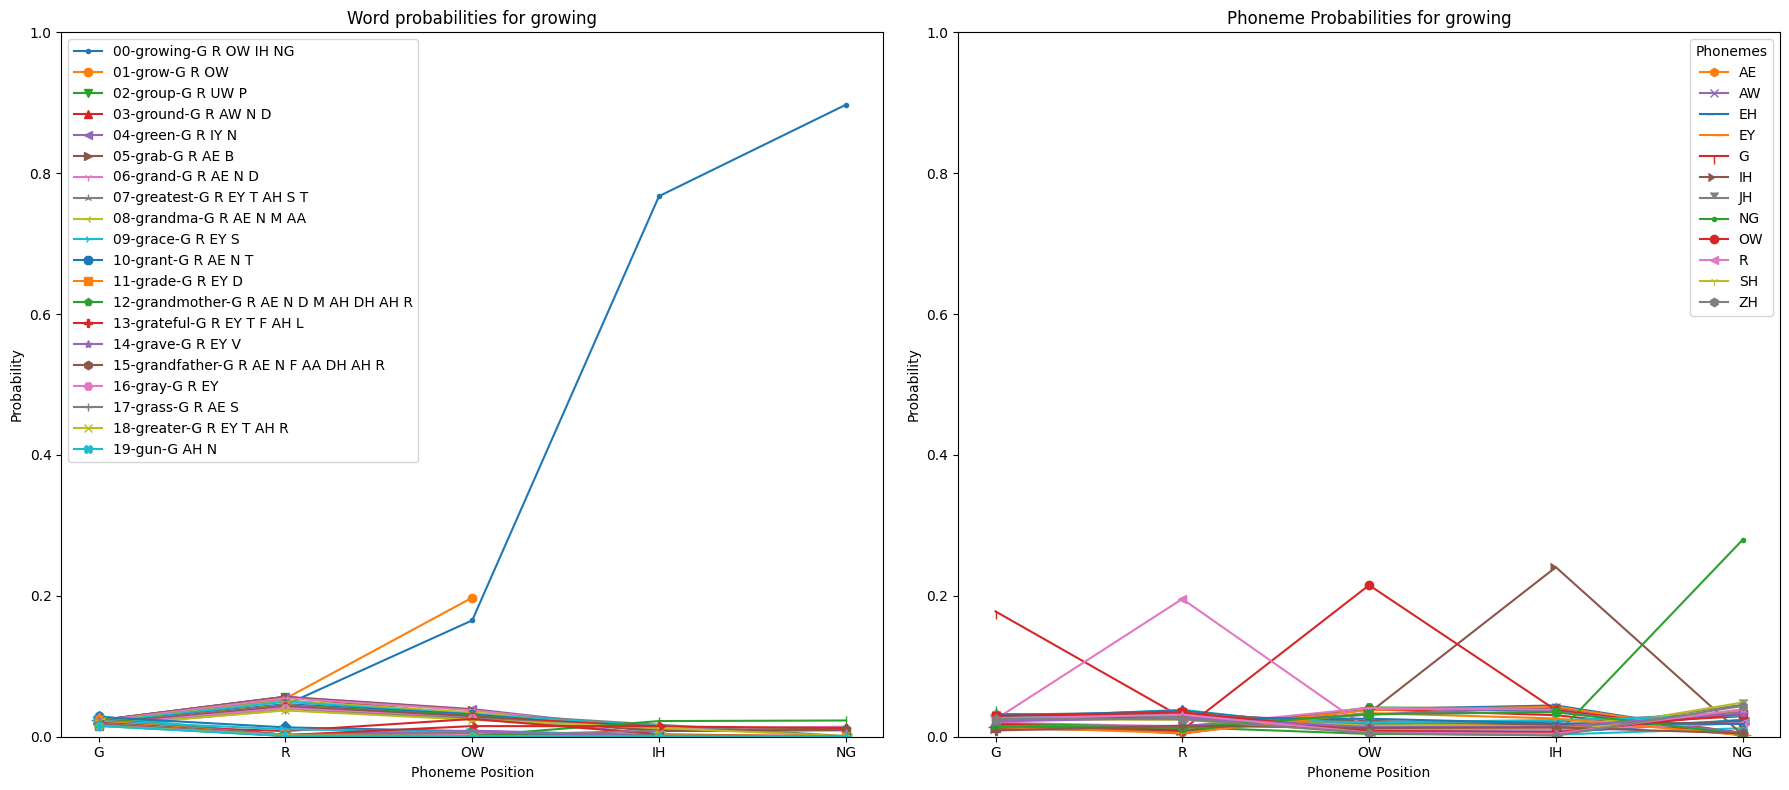 Word probabilities for growing
1.0
0.8
0.6
0.4
0.2
0.0
Probability
00-growing-G R OW IH NG
01-grow-G R OW
02-group-G R UW P
03-ground-G R AW N D
04-green-G R IY N
05-grab-G R AE B
06-grand-G R AE N D
07-greatest-G R EY T AH S T
08-grandma-G R AE N M AA
09-grace-G R EY S
10-grant-G R AE N T
11-grade-G R EY D
12-grandmother-G R AE N D M AH DH AH R
13-grateful-G R EY T F AH L
14-grave-G R EY V
15-grandfather-G R AE N F AA DH AH R
16-gray-G R EY
17-grass-G R AE S
18-greater-G R EY T AH R
19-gun-G AH N
G R OW IH NG
Phoneme Position
Phoneme Probabilities for growing
1.0
0.8
0.6
0.4
0.2
0.0
Probability
Phonemes
AE
AW
EH
EY
G
IH
JH
NG
OW
R
SH
ZH
G R OW IH NG
Phoneme Position